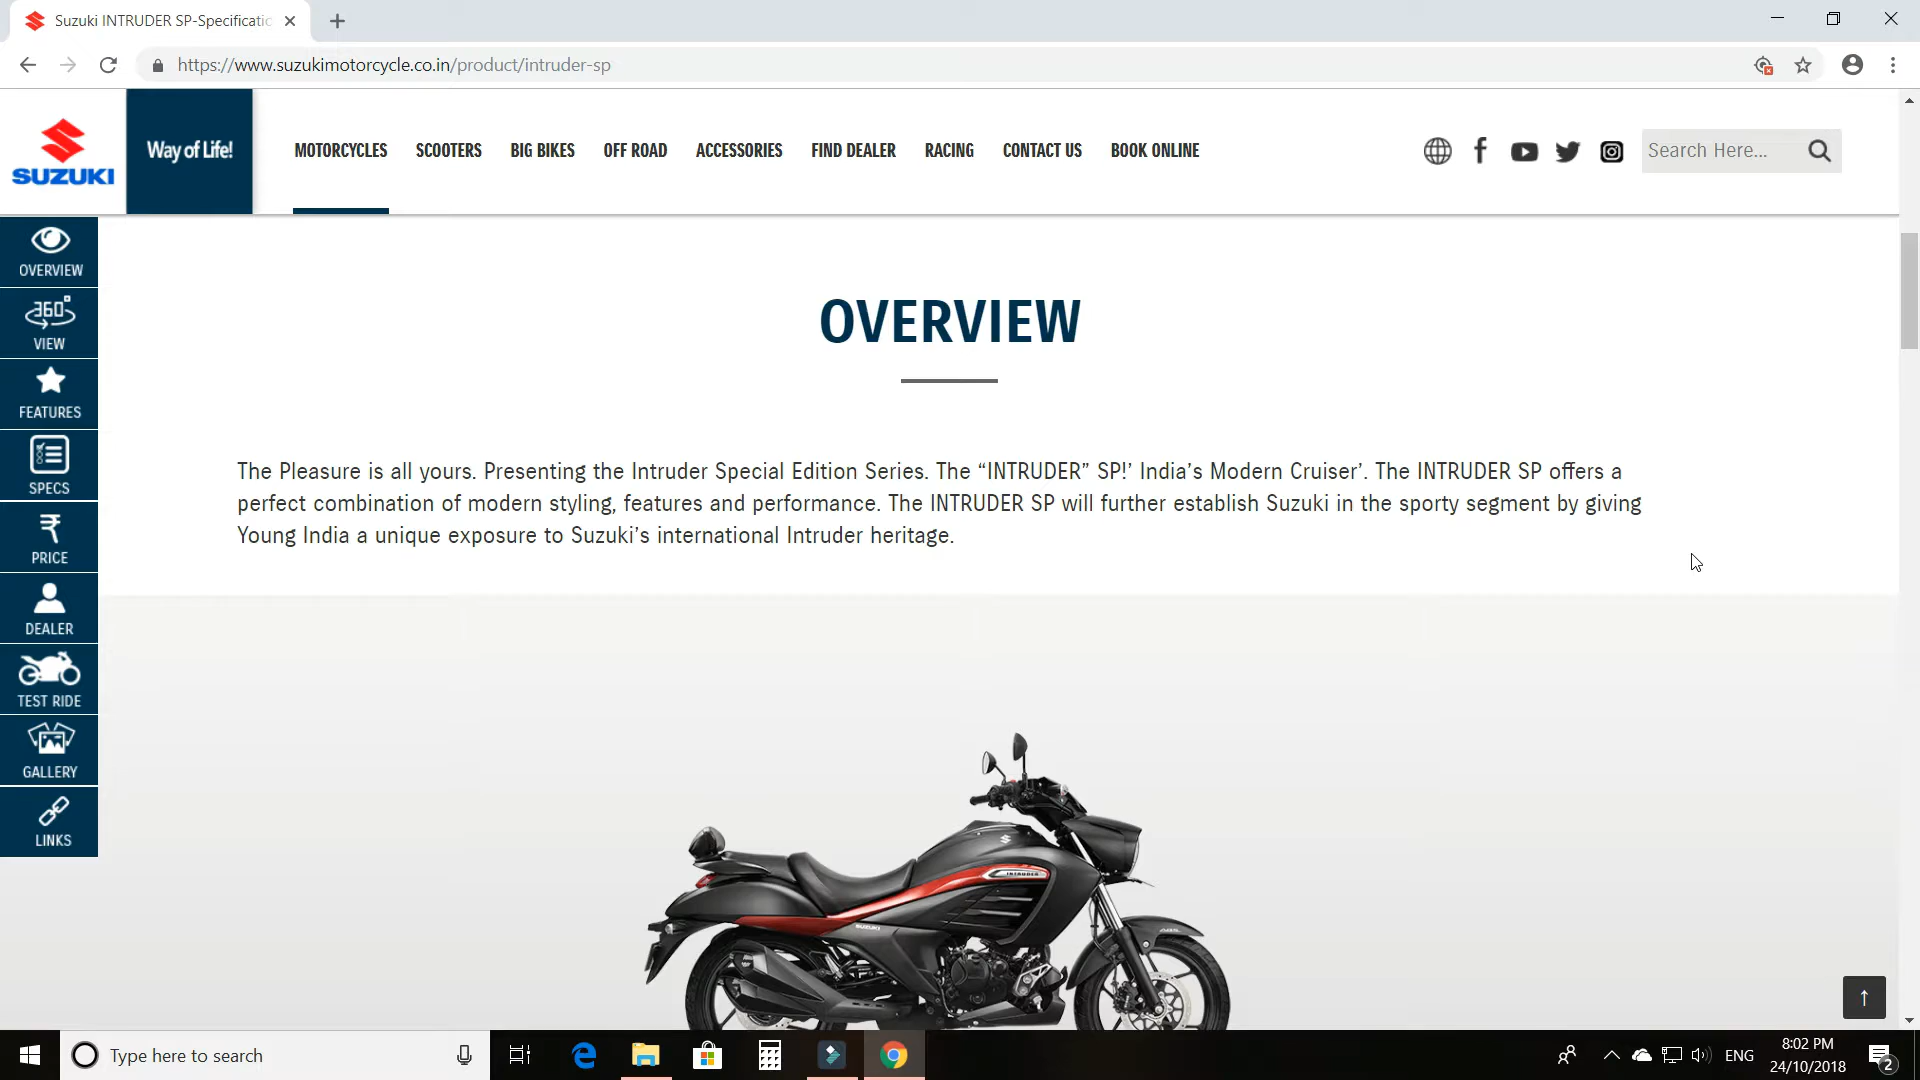 Suzuki INTRUDER SP-Specificatic
https://www.suzukimotorcycle.co.in/product/intruder-sp
SUZUKI
Way of Life!
MOTORCYCLES SCOOTERS BIG BIKES OFF ROAD ACCESSORIES FIND DEALER RACING CONTACT US BOOK ONLINE
Search Here...
OVERVIEW
360° VIEW
FEATURES
SPECS
PRICE
DEALER
TEST RIDE
GALLERY
LINKS
OVERVIEW
The Pleasure is all yours. Presenting the Intruder Special Edition Series. The “INTRUDER” SP!’ India’s Modern Cruiser’. The INTRUDER SP offers a
perfect combination of modern styling, features and performance. The INTRUDER SP will further establish Suzuki in the sporty segment by giving
Young India a unique exposure to Suzuki’s international Intruder heritage.
INTRUDER
SUZUKI
ABS
Type here to search
ENG
8:02 PM
24/10/2018
2